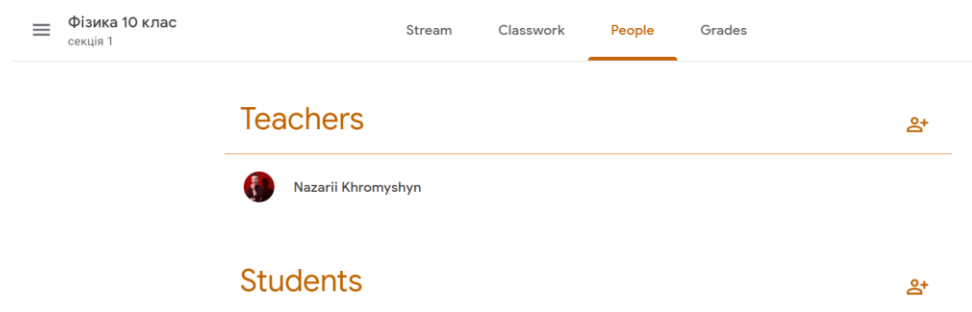 Фізика 10 клас
секція 1
Stream Classwork People Grades
Teachers
Nazarii Khromyshyn
Students